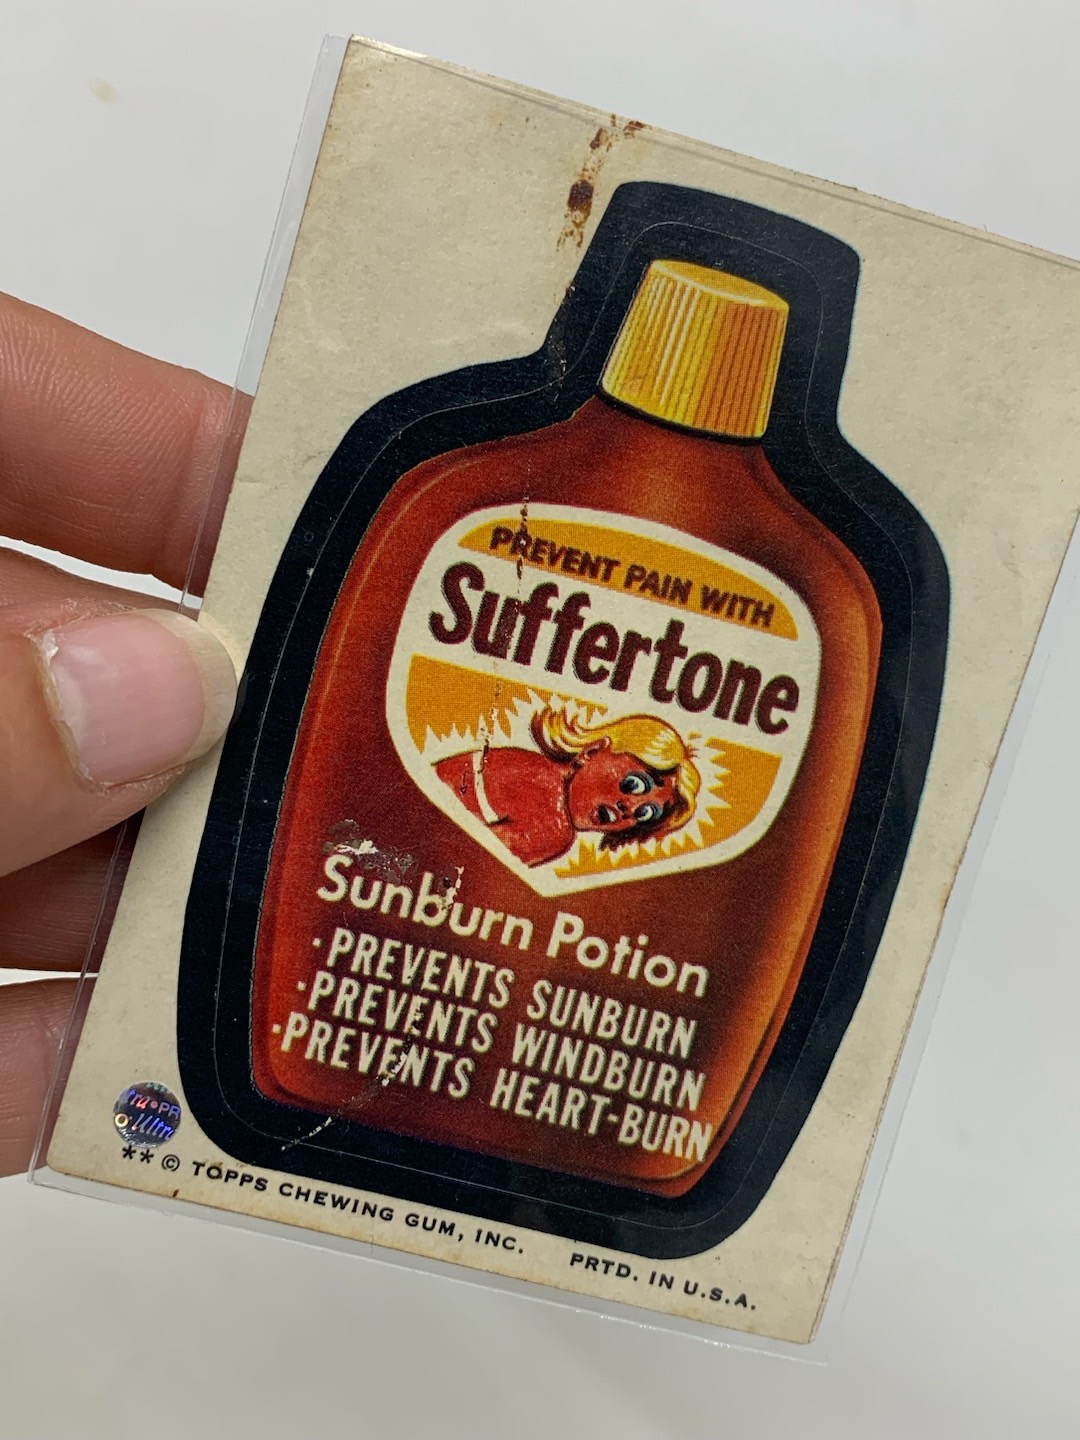 PREVENT PAIN WITH
Suffertone
Sunburn Potion
· PREVENTS SUNBURN
· PREVENTS WINDBURN
· PREVENTS HEART-BURN
** © TOPPS CHEWING GUM, INC. PRTD. IN U.S.A.